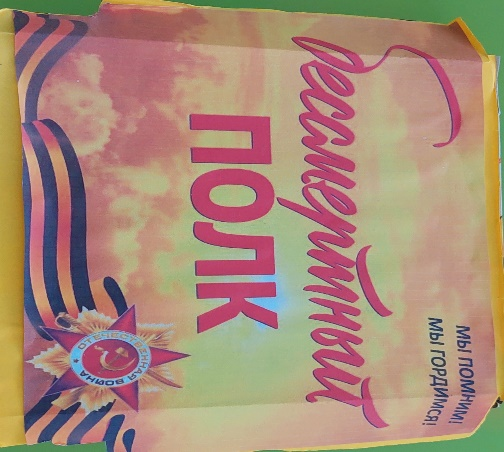 Бессмертный
ПОЛК
МЫ ПОМНИМ!
МЫ ГОРДИМСЯ!
ОТЕЧЕСТВЕННАЯ ВОЙНА